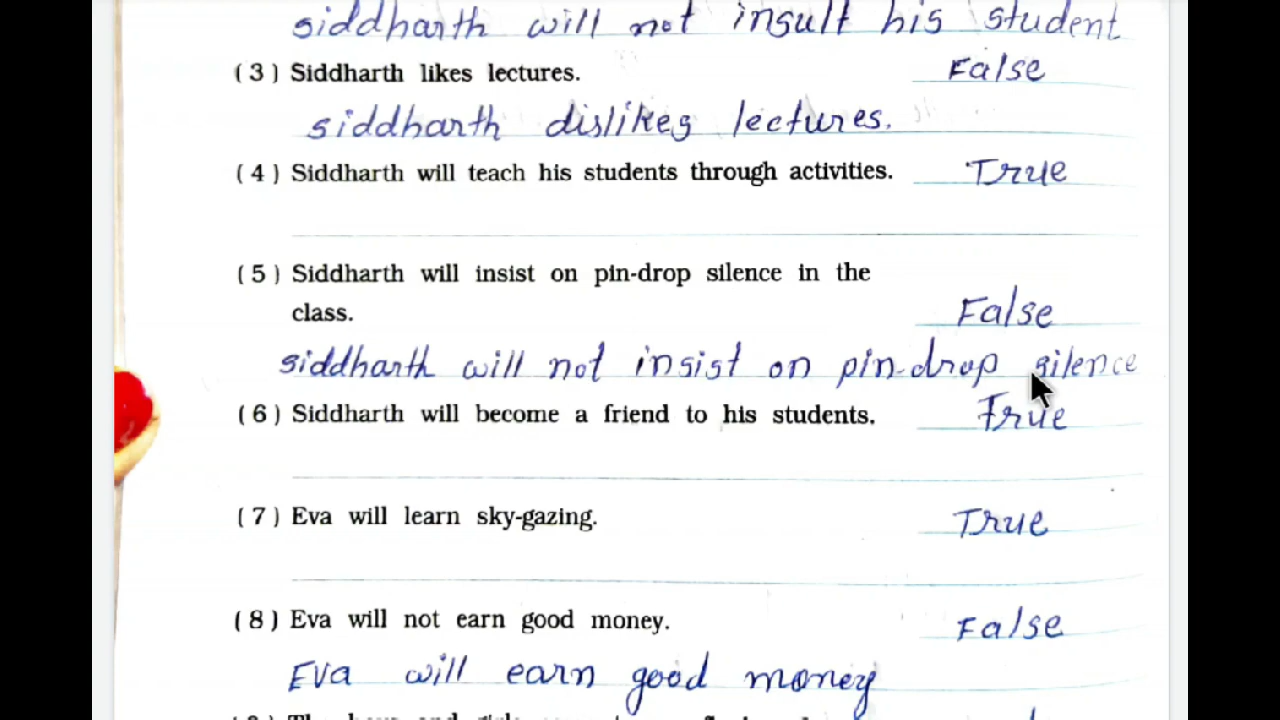 siddharth will not insult his student
(3) Siddharth likes lectures. False
siddharth dislikes lectures.
(4) Siddharth will teach his students through activities. True
(5) Siddharth will insist on pin-drop silence in the
class. False
siddharth will not insist on pin-drop silence
(6) Siddharth will become a friend to his students. True
(7) Eva will learn sky-gazing. True
(8) Eva will not earn good money. False
Eva will earn good money